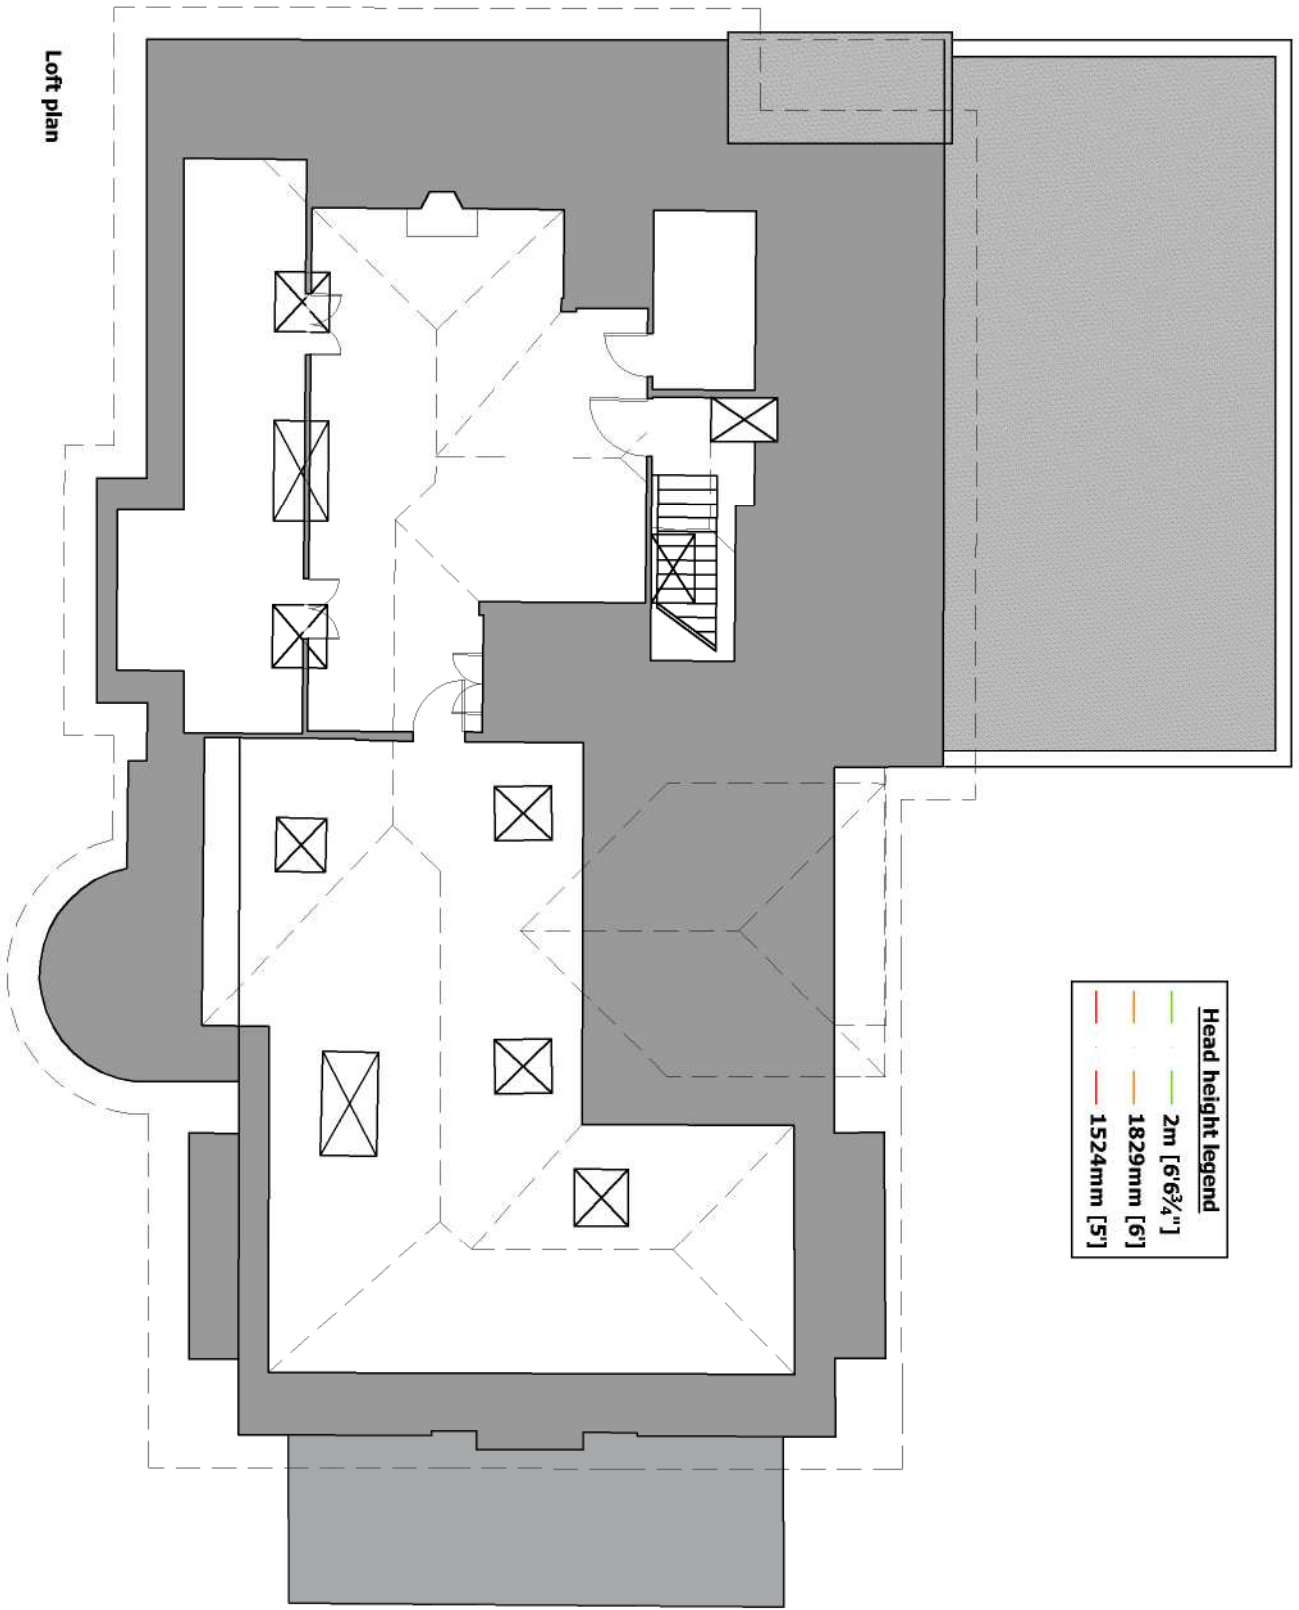 Loft plan
Head height legend
2m [6'6¾"]
1829mm [6']
1524mm [5']